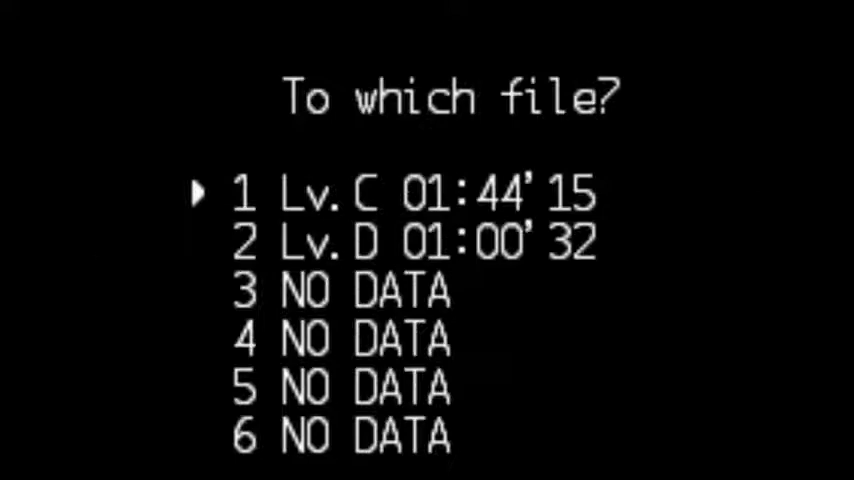 To which file?
1 Lv.C 01:44'15
2 Lv.D 01:00'32
3 NO DATA
4 NO DATA
5 NO DATA
6 NO DATA